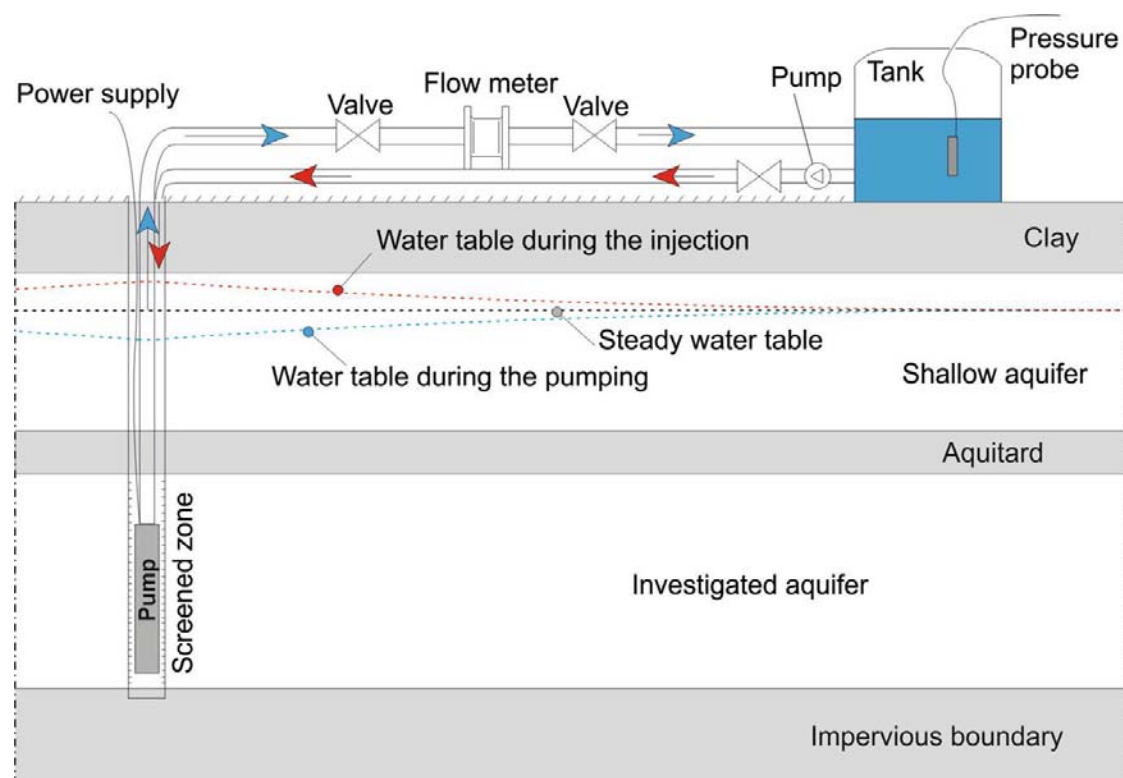 Pressure
probe
Tank
Pump
Flow meter
Valve
Valve
Power supply
Clay
Water table during the injection
Steady water table
Water table during the pumping
Shallow aquifer
Aquitard
Screened zone
Pump
Investigated aquifer
Impervious boundary